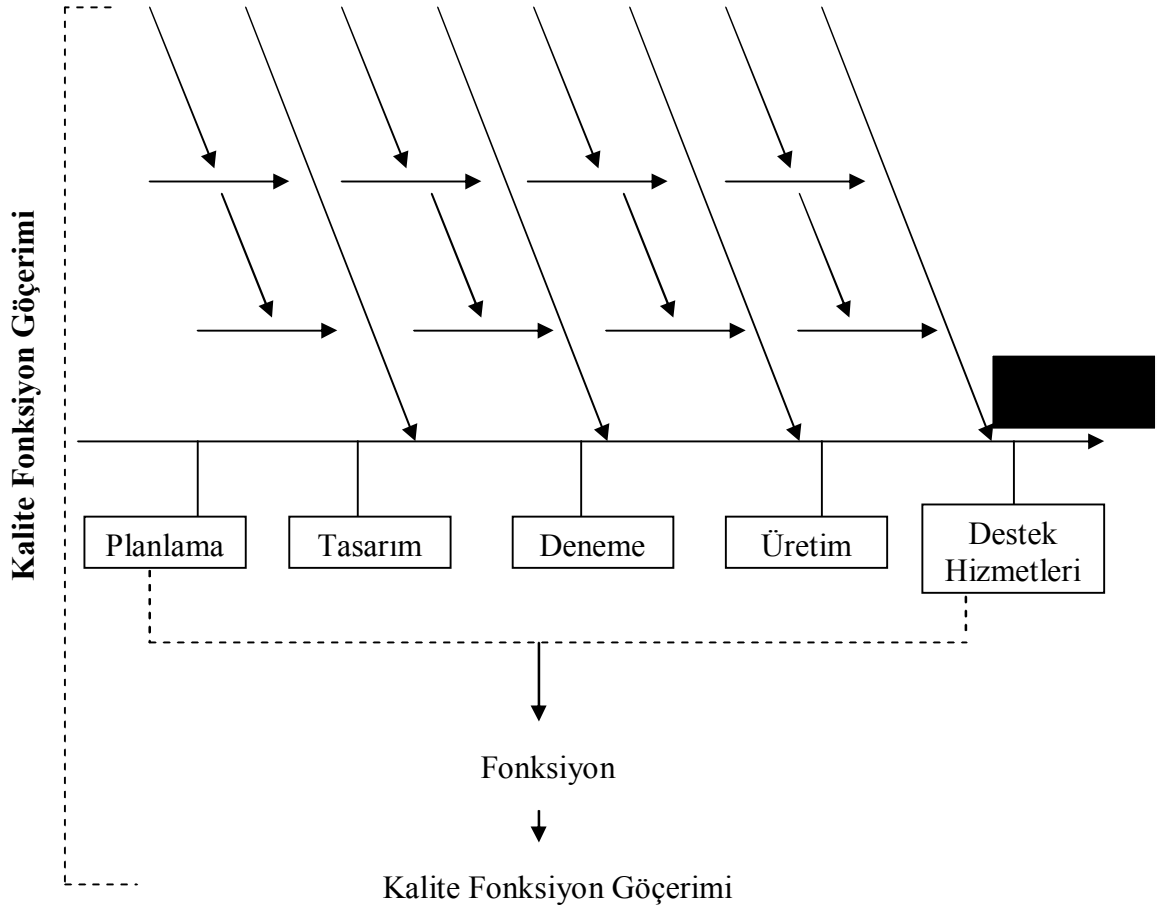 Kalite Fonksiyon Göçerimi
Planlama
Tasarım
Deneme
Üretim
Destek
Hizmetleri
Fonksiyon
Kalite Fonksiyon Göçerimi